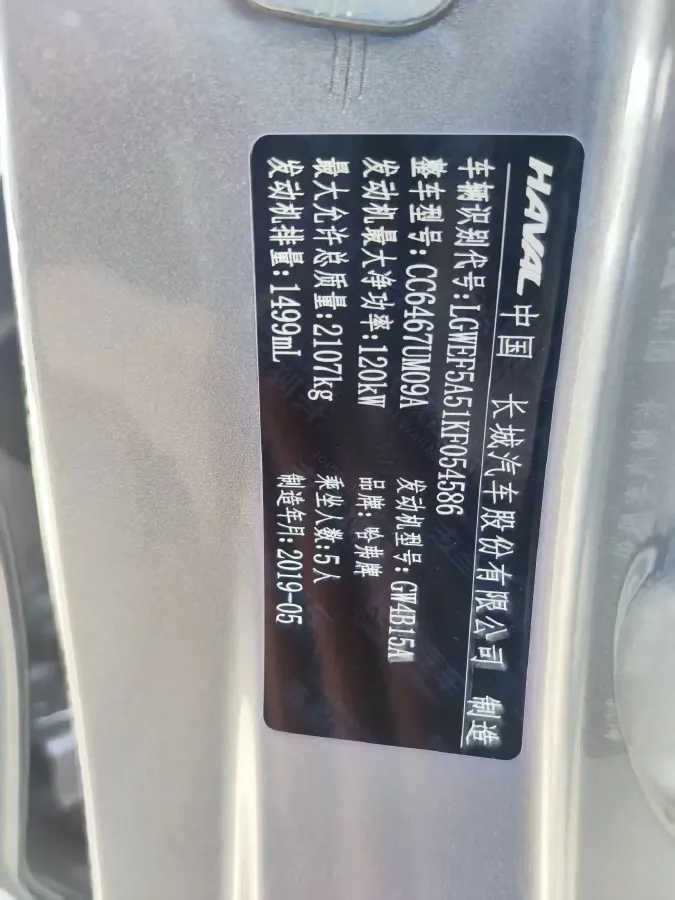 HAVAL 中国 长城汽车股份有限公司 制造
车辆识别代号:LGWEF5A51KF054586
整车型号:CC6467UM09A 发动机型号:GW4B15A
发动机最大净功率:120kW 品牌:哈弗牌
最大允许总质量:2107kg 乘坐人数:5人
发动机排量:1499mL 制造年月:2019-05